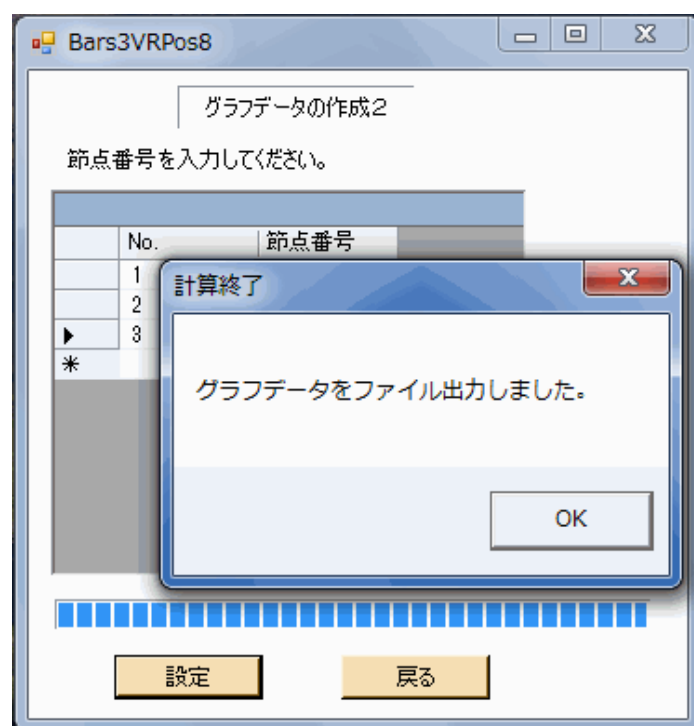 Bars3VRPos8
グラフデータの作成2
節点番号を入力してください。
No. 節点番号
1
2
3
計算終了
グラフデータをファイル出力しました。
OK
設定 戻る